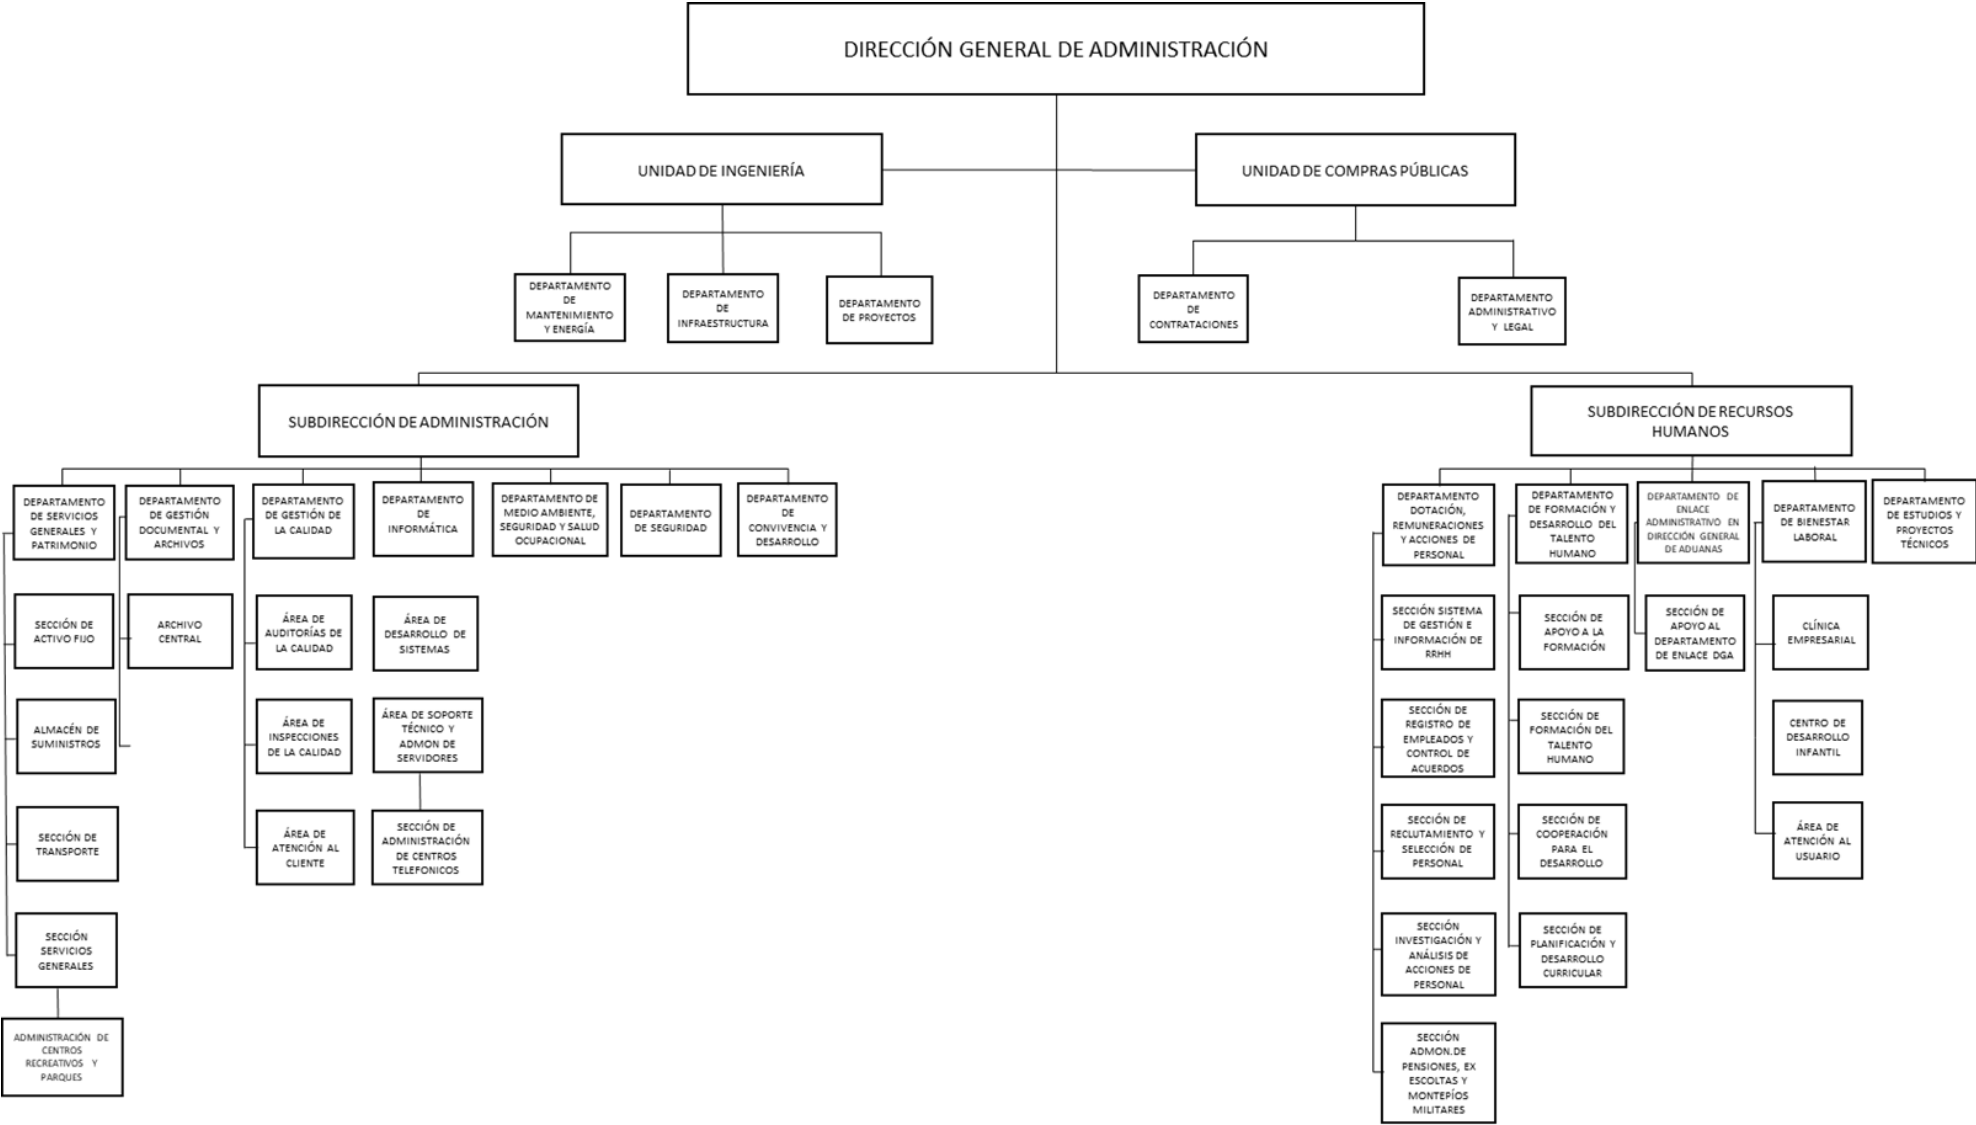 DIRECCIÓN GENERAL DE ADMINISTRACIÓN
UNIDAD DE INGENIERÍA
UNIDAD DE COMPRAS PÚBLICAS
DEPARTAMENTO
DE
MANTENIMIENTO
Y ENERGÍA
DEPARTAMENTO
DE
INFRAESTRUCTURA
DEPARTAMENTO
DE PROYECTOS
DEPARTAMENTO
DE
CONTRATACIONES
DEPARTAMENTO
ADMINISTRATIVO
Y LEGAL
SUBDIRECCIÓN DE ADMINISTRACIÓN
SUBDIRECCIÓN DE RECURSOS
HUMANOS
DEPARTAMENTO
DE SERVICIOS
GENERALES Y
PATRIMONIO
DEPARTAMENTO
DE GESTIÓN
DOCUMENTAL Y
ARCHIVOS
DEPARTAMENTO
DE GESTIÓN DE
LA CALIDAD
DEPARTAMENTO
DE
INFORMÁTICA
DEPARTAMENTO DE
MEDIO AMBIENTE,
SEGURIDAD Y SALUD
OCUPACIONAL
DEPARTAMENTO
DE SEGURIDAD
DEPARTAMENTO
DE
CONVIVENCIA Y
DESARROLLO
DEPARTAMENTO
DOTACIÓN,
REMUNERACIONES
Y ACCIONES DE
PERSONAL
DEPARTAMENTO
DE FORMACIÓN Y
DESARROLLO DEL
TALENTO
HUMANO
DEPARTAMENTO DE
ENLACE
ADMINISTRATIVO EN
DIRECCIÓN GENERAL
DE ADUANAS
DEPARTAMENTO
DE BIENESTAR
LABORAL
DEPARTAMENTO
DE ESTUDIOS Y
PROYECTOS
TÉCNICOS
SECCIÓN DE
ACTIVO FIJO
ARCHIVO
CENTRAL
ÁREA DE
AUDITORÍAS DE
LA CALIDAD
ÁREA DE
DESARROLLO DE
SISTEMAS
SECCIÓN SISTEMA
DE GESTIÓN E
INFORMACIÓN DE
RRHH
SECCIÓN DE
APOYO A LA
FORMACIÓN
SECCIÓN DE
APOYO AL
DEPARTAMENTO
DE ENLACE DGA
CLÍNICA
EMPRESARIAL
ALMACÉN DE
SUMINISTROS
ÁREA DE
INSPECCIONES
DE LA CALIDAD
ÁREA DE SOPORTE
TÉCNICO Y
ADMON DE
SERVIDORES
SECCIÓN DE
REGISTRO DE
EMPLEADOS Y
CONTROL DE
ACUERDOS
SECCIÓN DE
FORMACIÓN DEL
TALENTO
HUMANO
CENTRO DE
DESARROLLO
INFANTIL
SECCIÓN DE
TRANSPORTE
ÁREA DE
ATENCIÓN AL
CLIENTE
SECCIÓN DE
ADMINISTRACIÓN
DE CENTROS
TELEFONICOS
SECCIÓN DE
RECLUTAMIENTO Y
SELECCIÓN DE
PERSONAL
SECCIÓN DE
COOPERACIÓN
PARA EL
DESARROLLO
ÁREA DE
ATENCIÓN AL
USUARIO
SECCIÓN
SERVICIOS
GENERALES
SECCIÓN
INVESTIGACIÓN Y
ANÁLISIS DE
ACCIONES DE
PERSONAL
SECCIÓN DE
PLANIFICACIÓN Y
DESARROLLO
CURRICULAR
ADMINISTRACIÓN DE
CENTROS
RECREATIVOS Y
PARQUES
SECCIÓN
ADMON.DE
PENSIONES, EX
ESCOLTAS Y
MONTEPÍOS
MILITARES